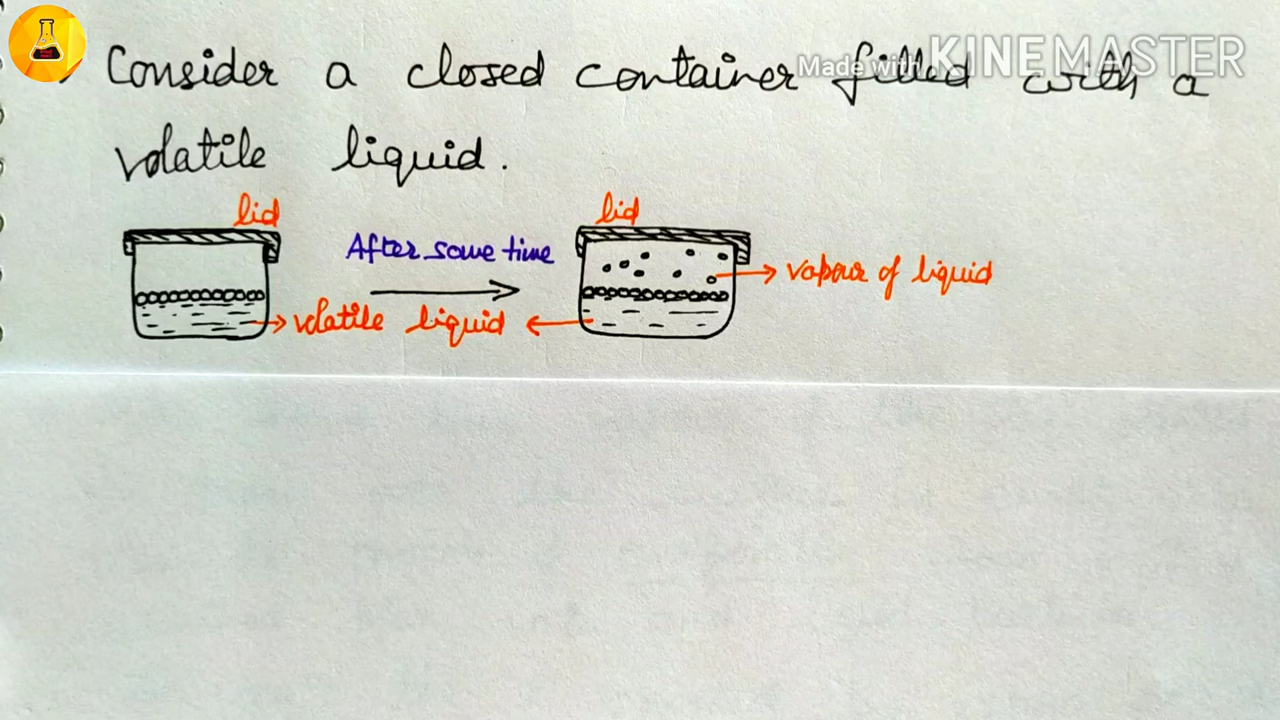 Consider a closed container filled with a
Made with KINEMASTER
volatile liquid.
lid
lid
After some time
vapour of liquid
volatile liquid